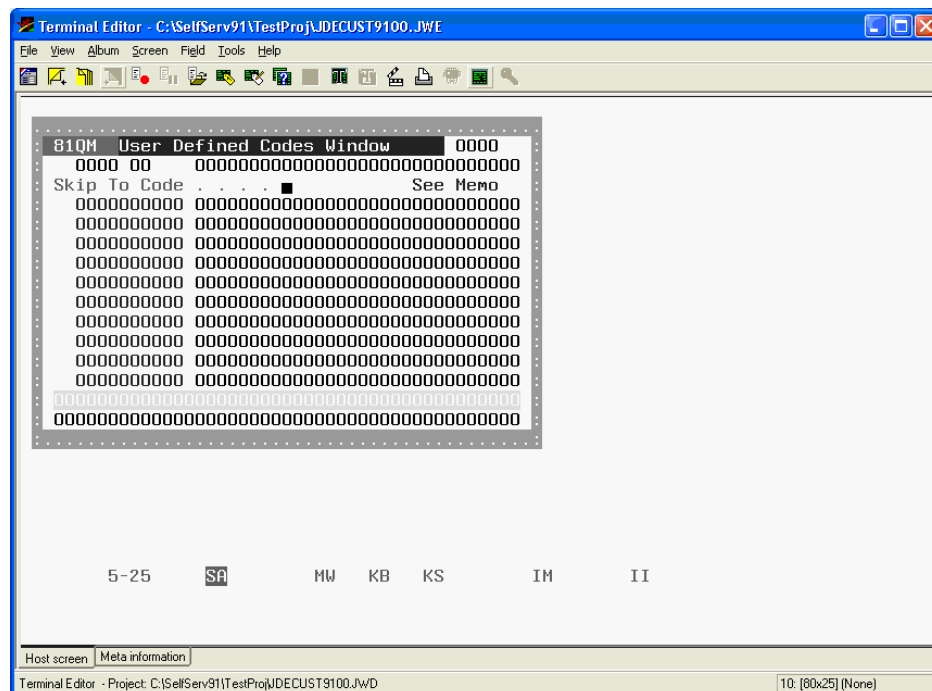 Terminal Editor - C:\SelfServ91\TestProj\JDECUST9100.JWE
File View Album Screen Field Tools Help
81QM User Defined Codes Window 0000
0000 00 000000000000000000000000000000
Skip To Code . . . . See Memo
0000000000 000000000000000000000000000000
0000000000 000000000000000000000000000000
0000000000 000000000000000000000000000000
0000000000 000000000000000000000000000000
0000000000 000000000000000000000000000000
0000000000 000000000000000000000000000000
0000000000 000000000000000000000000000000
0000000000 000000000000000000000000000000
0000000000 000000000000000000000000000000
0000000000 000000000000000000000000000000
0000000000000000000000000000000000000000000
0000000000000000000000000000000000000000000
5-25 SA MW KB KS IM II
Host screen Meta information
Terminal Editor - Project: C:\SelfServ91\TestProj\JDECUST9100.JWD 10: [80x25] (None)